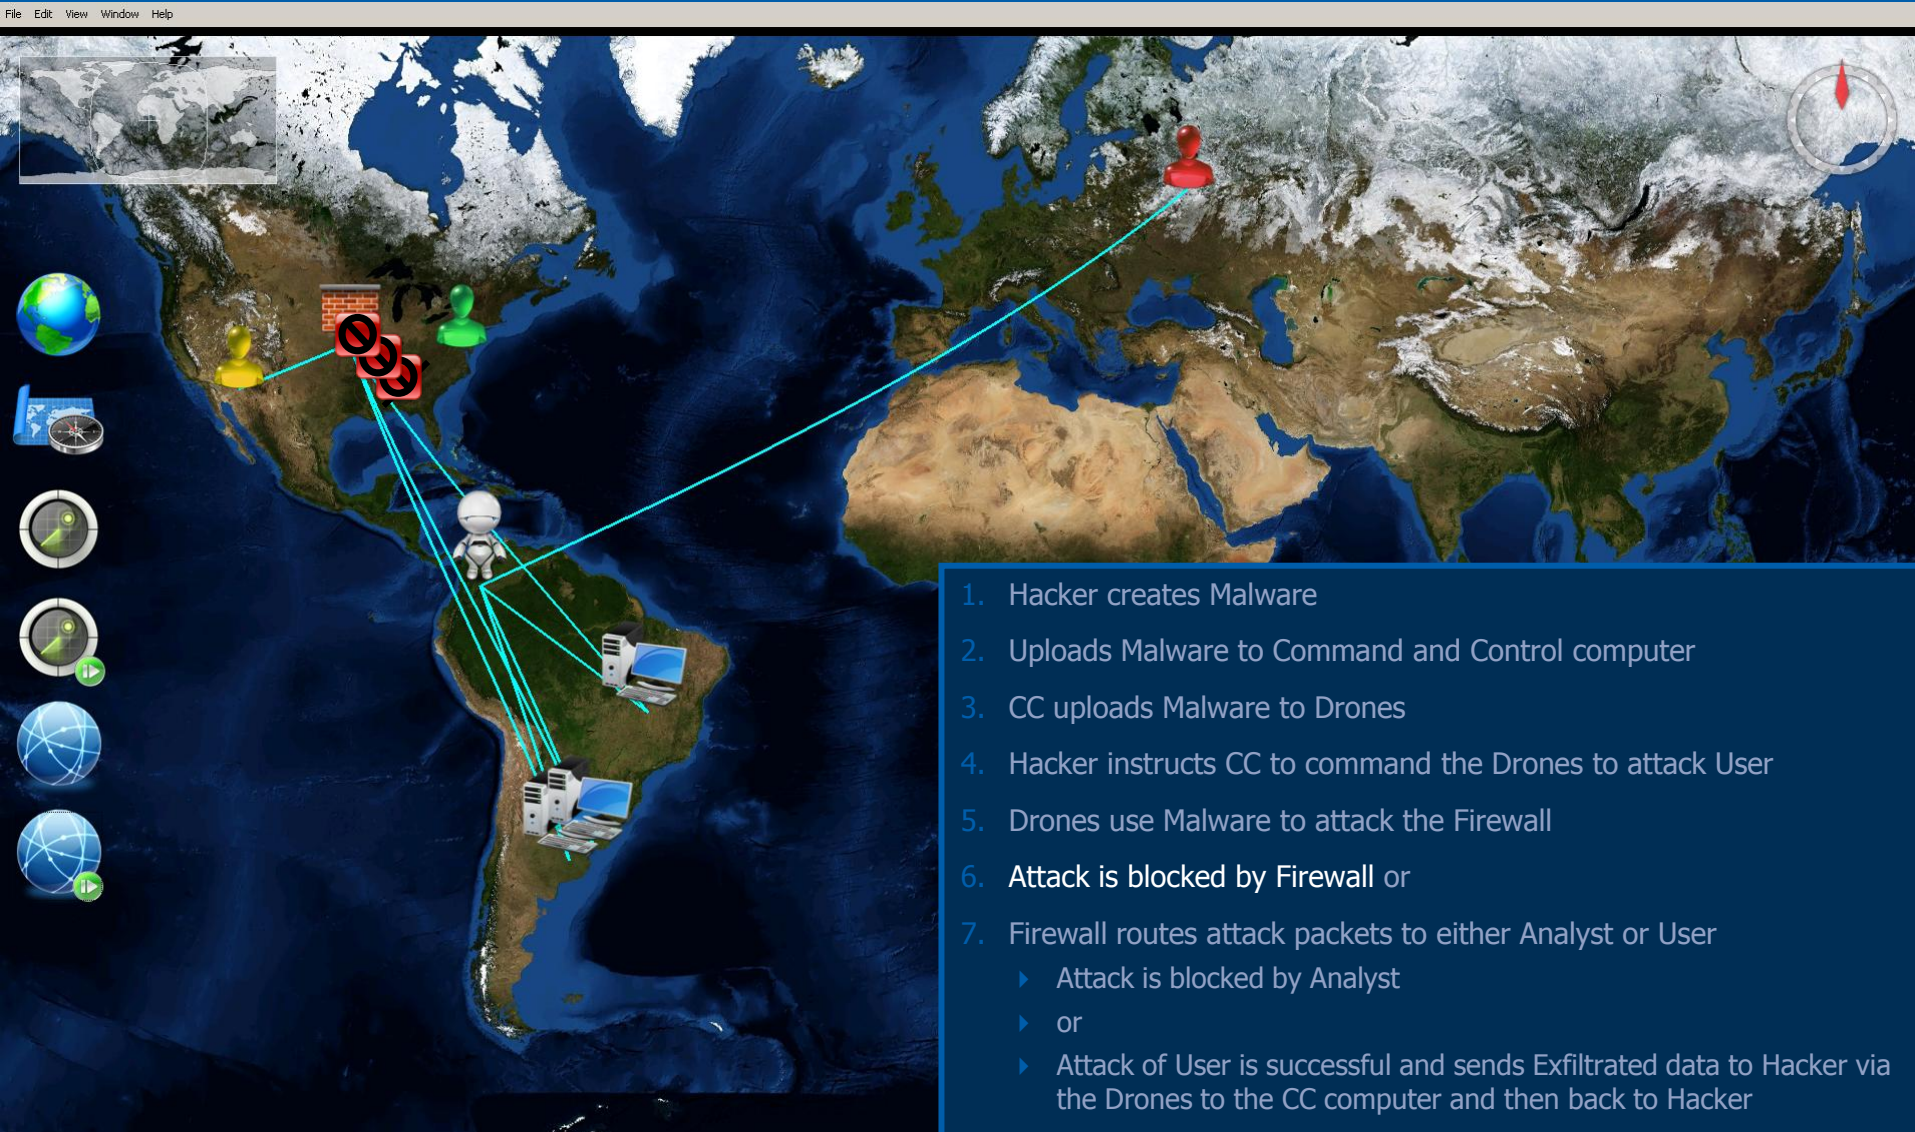 File Edit View Window Help
1. Hacker creates Malware
2. Uploads Malware to Command and Control computer
3. CC uploads Malware to Drones
4. Hacker instructs CC to command the Drones to attack User
5. Drones use Malware to attack the Firewall
6. Attack is blocked by Firewall or
7. Firewall routes attack packets to either Analyst or User
Attack is blocked by Analyst
or
Attack of User is successful and sends Exfiltrated data to Hacker via
the Drones to the CC computer and then back to Hacker